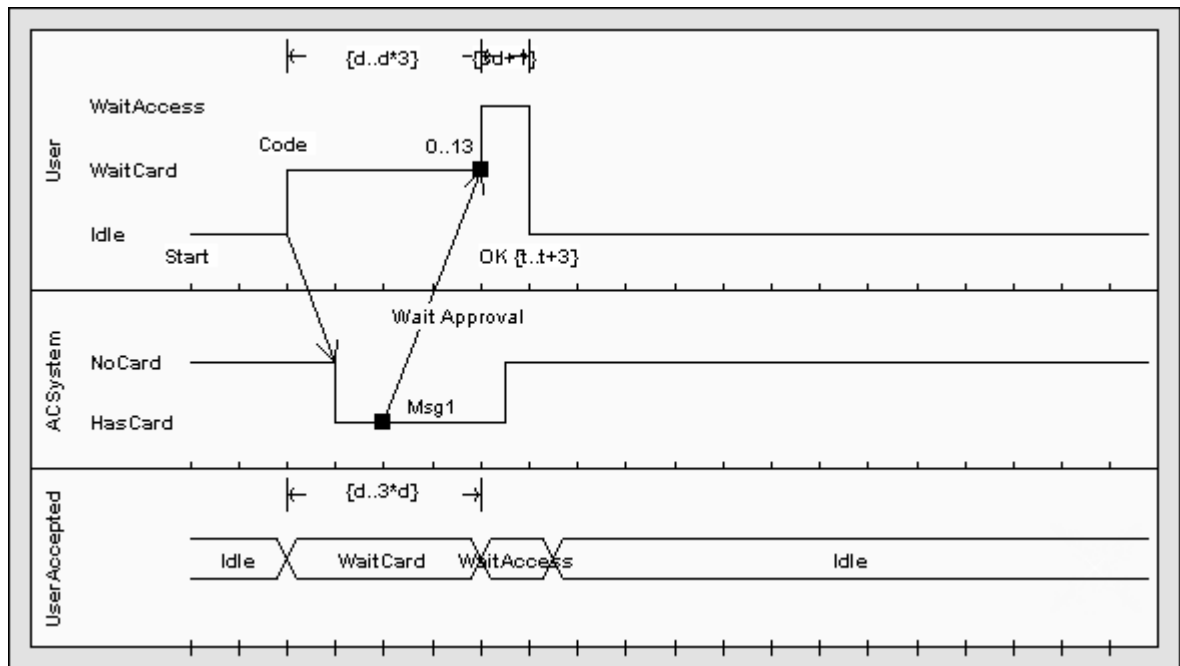 {d..d*3}
WaitAccess
Code
0..13
User
WaitCard
Idle
Start
OK {t..t+3}
Wait Approval
ACSystem
NoCard
Msg1
HasCard
{d..3*d}
UserAccepted
Idle
WaitCard
WaitAccess
Idle